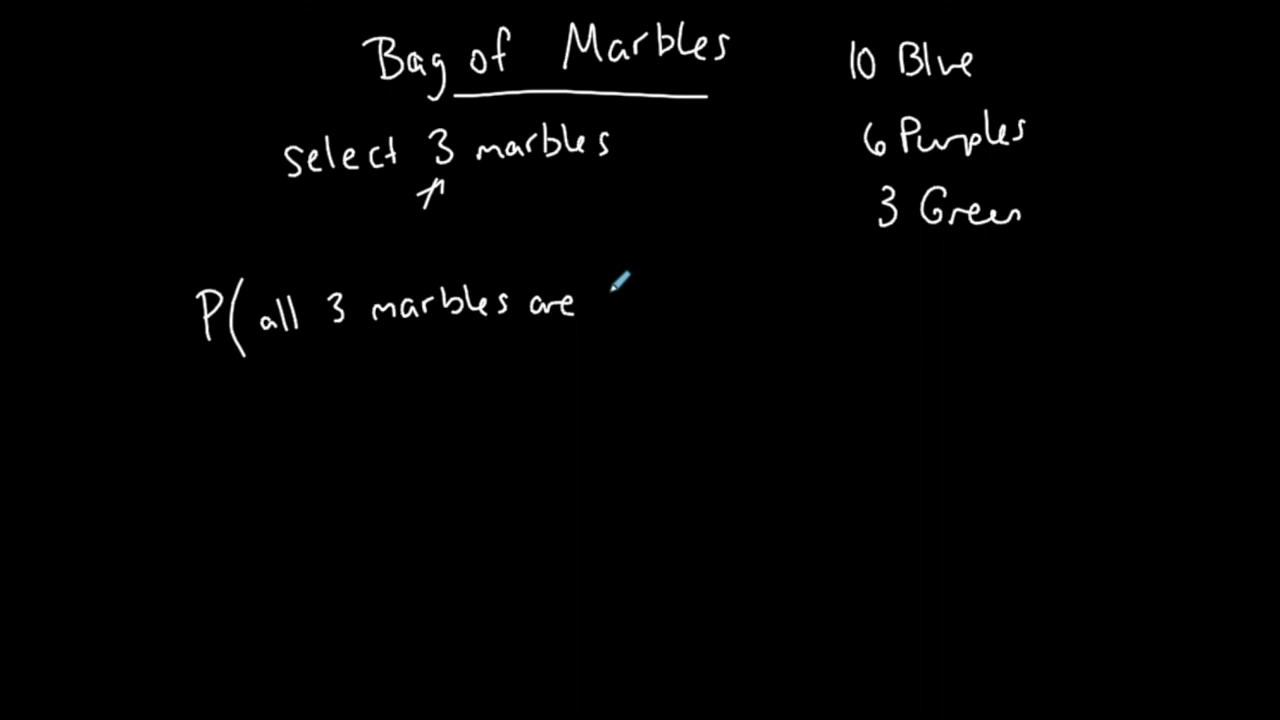 Bag of Marbles
select 3 marbles
10 Blue
6 Purples
3 Green
P( all 3 marbles are